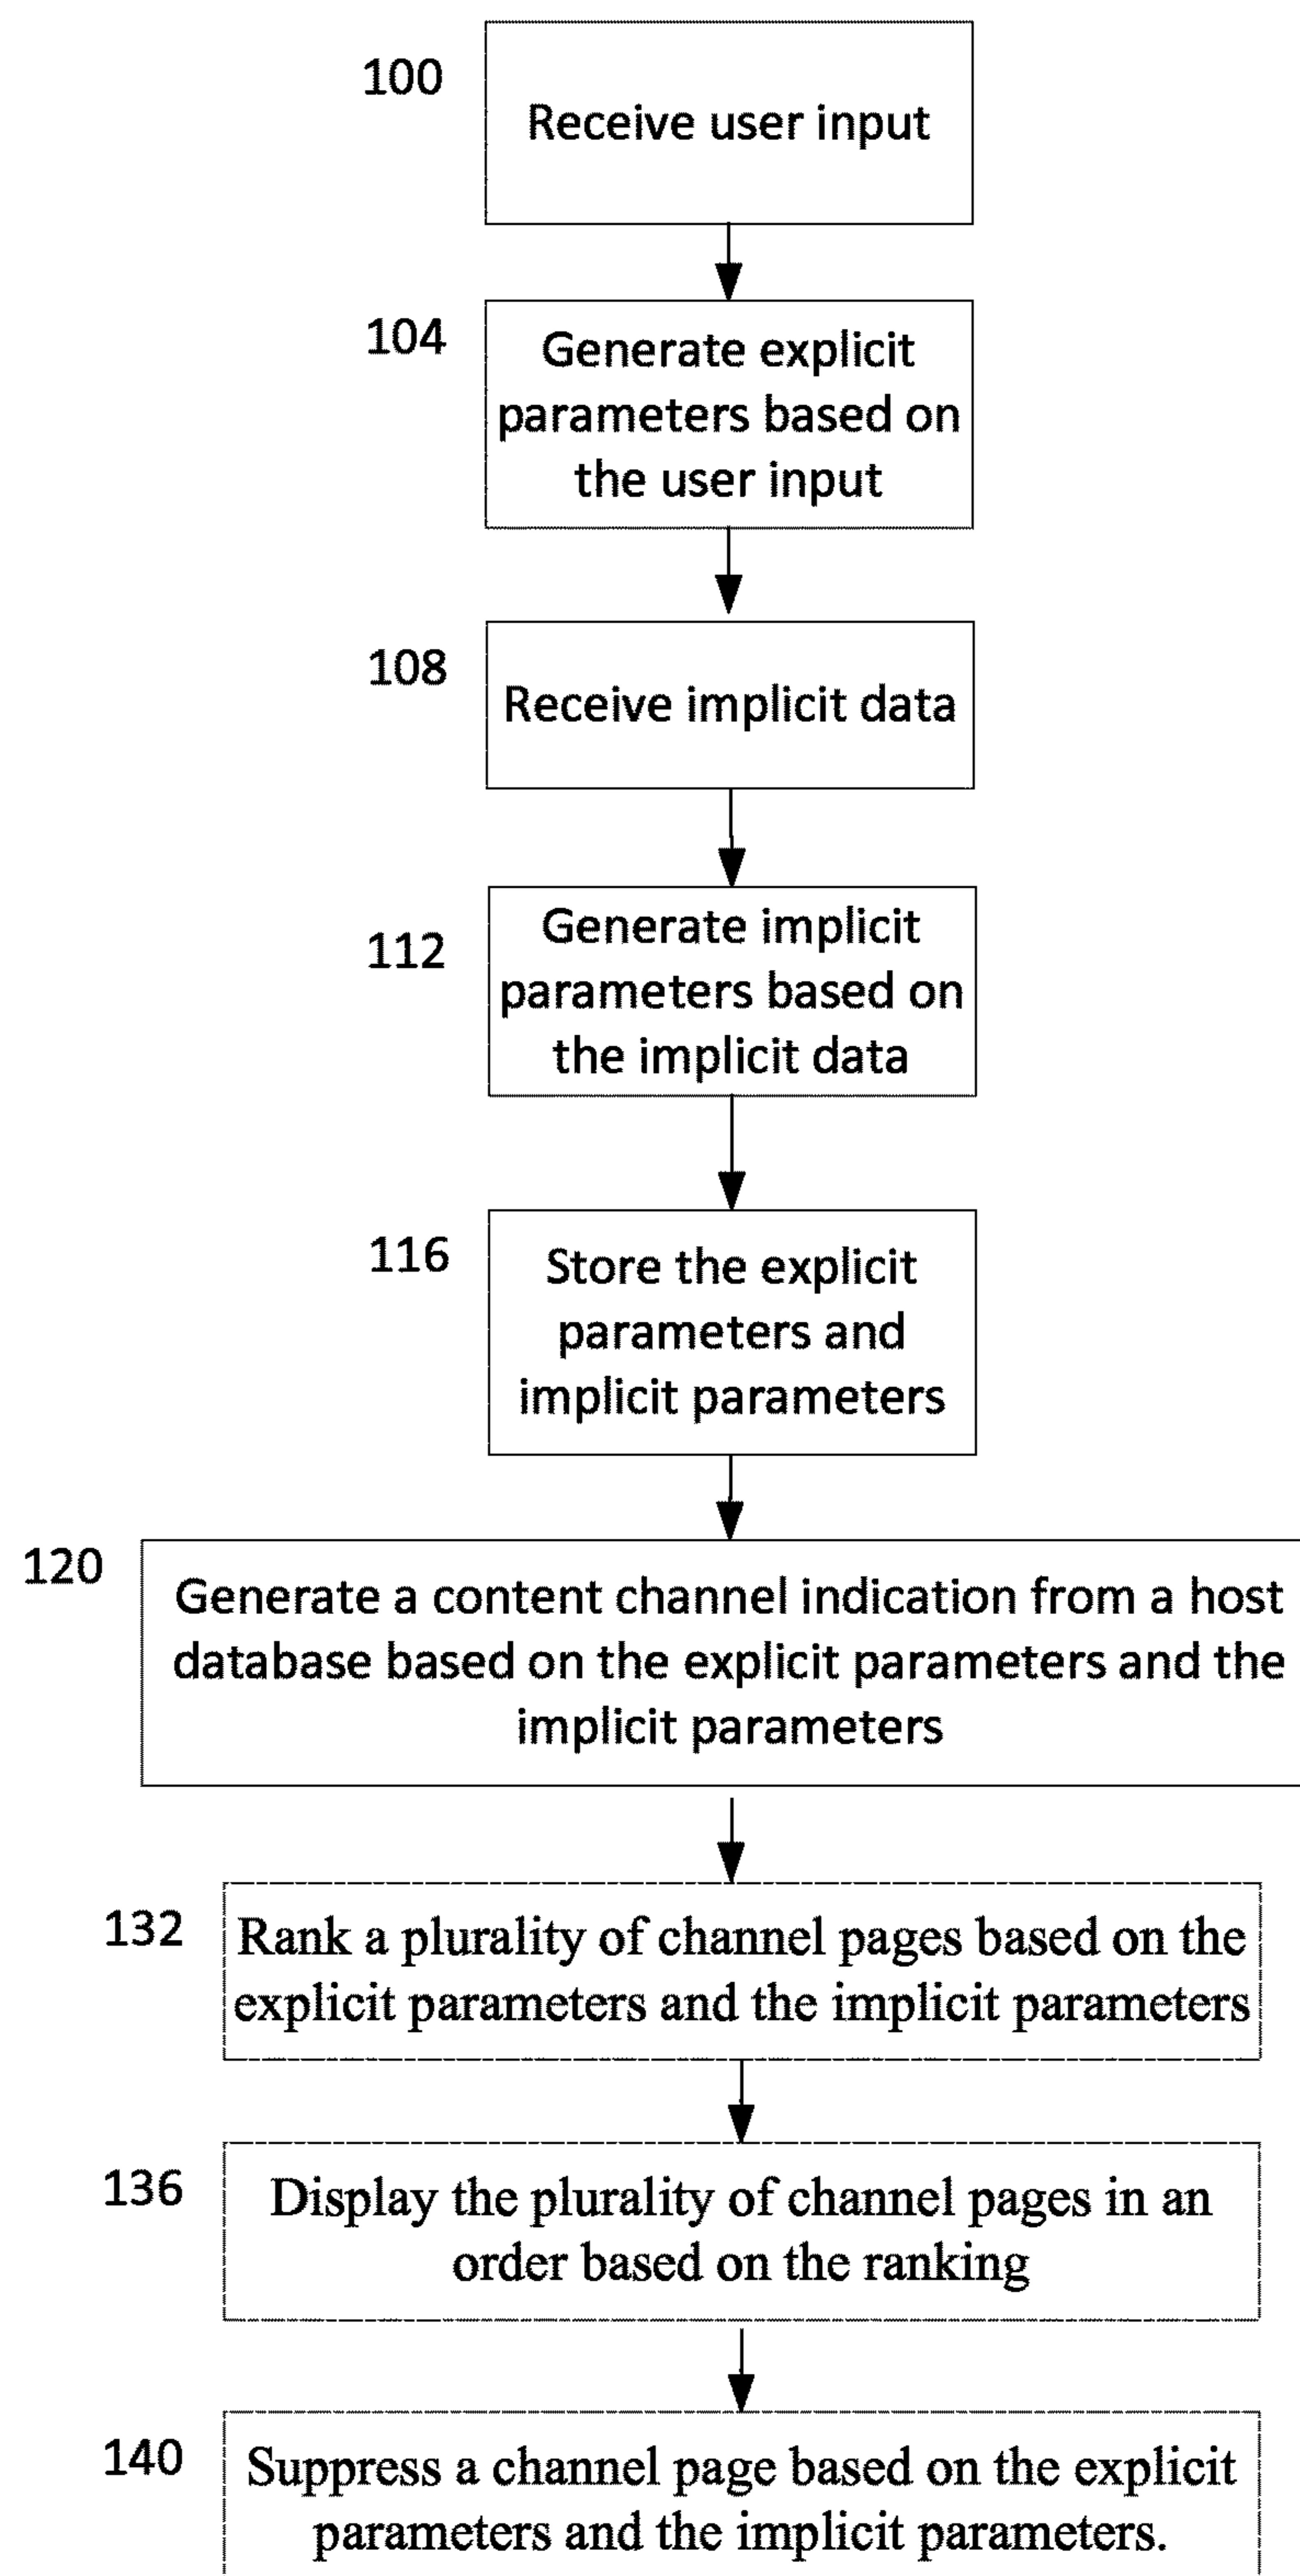 100
Receive user input
104
Generate explicit
parameters based on
the user input
108
Receive implicit data
112
Generate implicit
parameters based on
the implicit data
116
Store the explicit
parameters and
implicit parameters
120
Generate a content channel indication from a host
database based on the explicit parameters and the
implicit parameters
132
Rank a plurality of channel pages based on the
explicit parameters and the implicit parameters
136
Display the plurality of channel pages in an
order based on the ranking
140
Suppress a channel page based on the explicit
parameters and the implicit parameters.